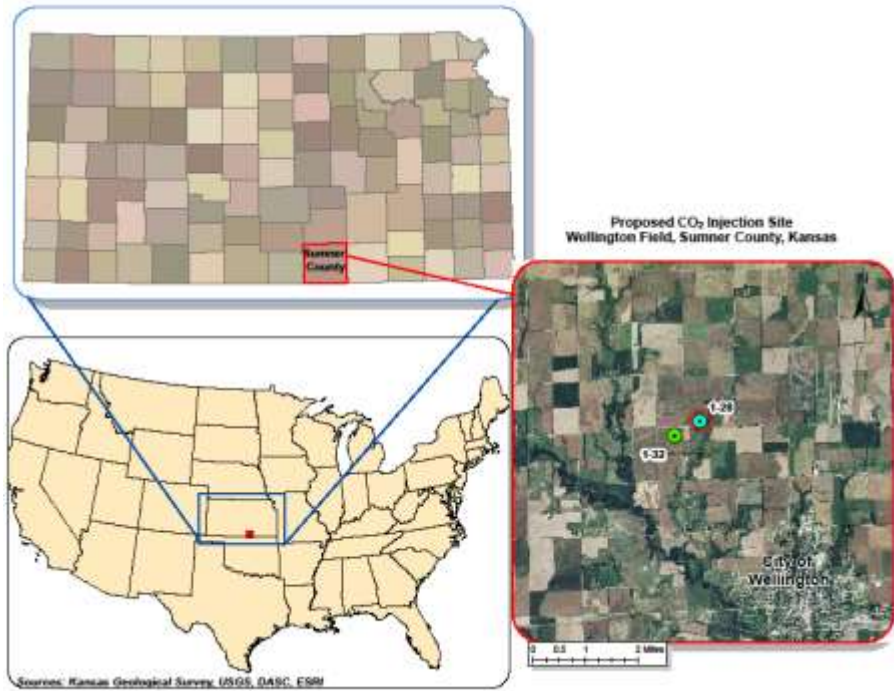 Sumner
County
Proposed CO₂ Injection Site
Wellington Field, Sumner County, Kansas
1-28
1-32
City of
Wellington
0 0.5 1 2 Miles
Sources: Kansas Geological Survey, USGS, DASC, ESRI